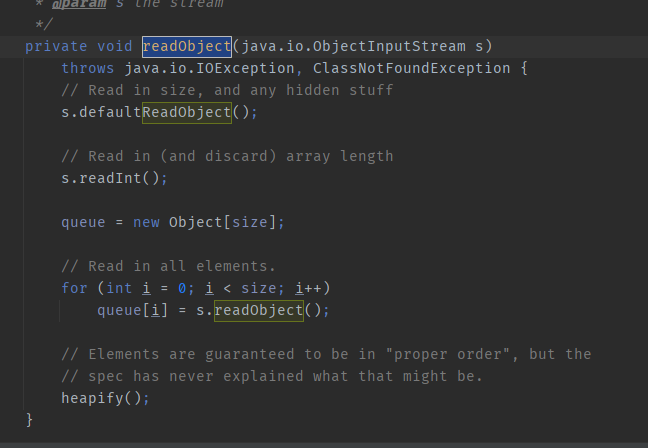 * @param s the stream
*/
private void readObject(java.io.ObjectInputStream s)
throws java.io.IOException, ClassNotFoundException {
// Read in size, and any hidden stuff
s.defaultReadObject();
// Read in (and discard) array length
s.readInt();
queue = new Object[size];
// Read in all elements.
for (int i = 0; i < size; i++)
queue[i] = s.readObject();
// Elements are guaranteed to be in "proper order", but the
// spec has never explained what that might be.
heapify();
}